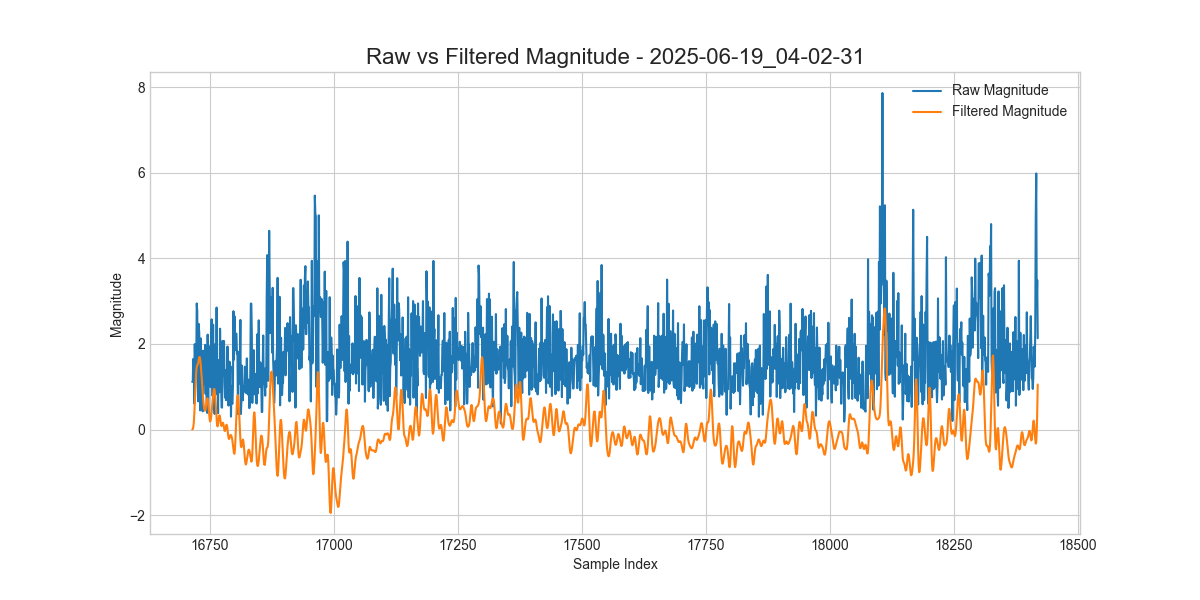 Raw vs Filtered Magnitude - 2025-06-19_04-02-31
Raw Magnitude
Filtered Magnitude
Magnitude
8
6
4
2
0
−2
16750 17000 17250 17500 17750 18000 18250 18500
Sample Index